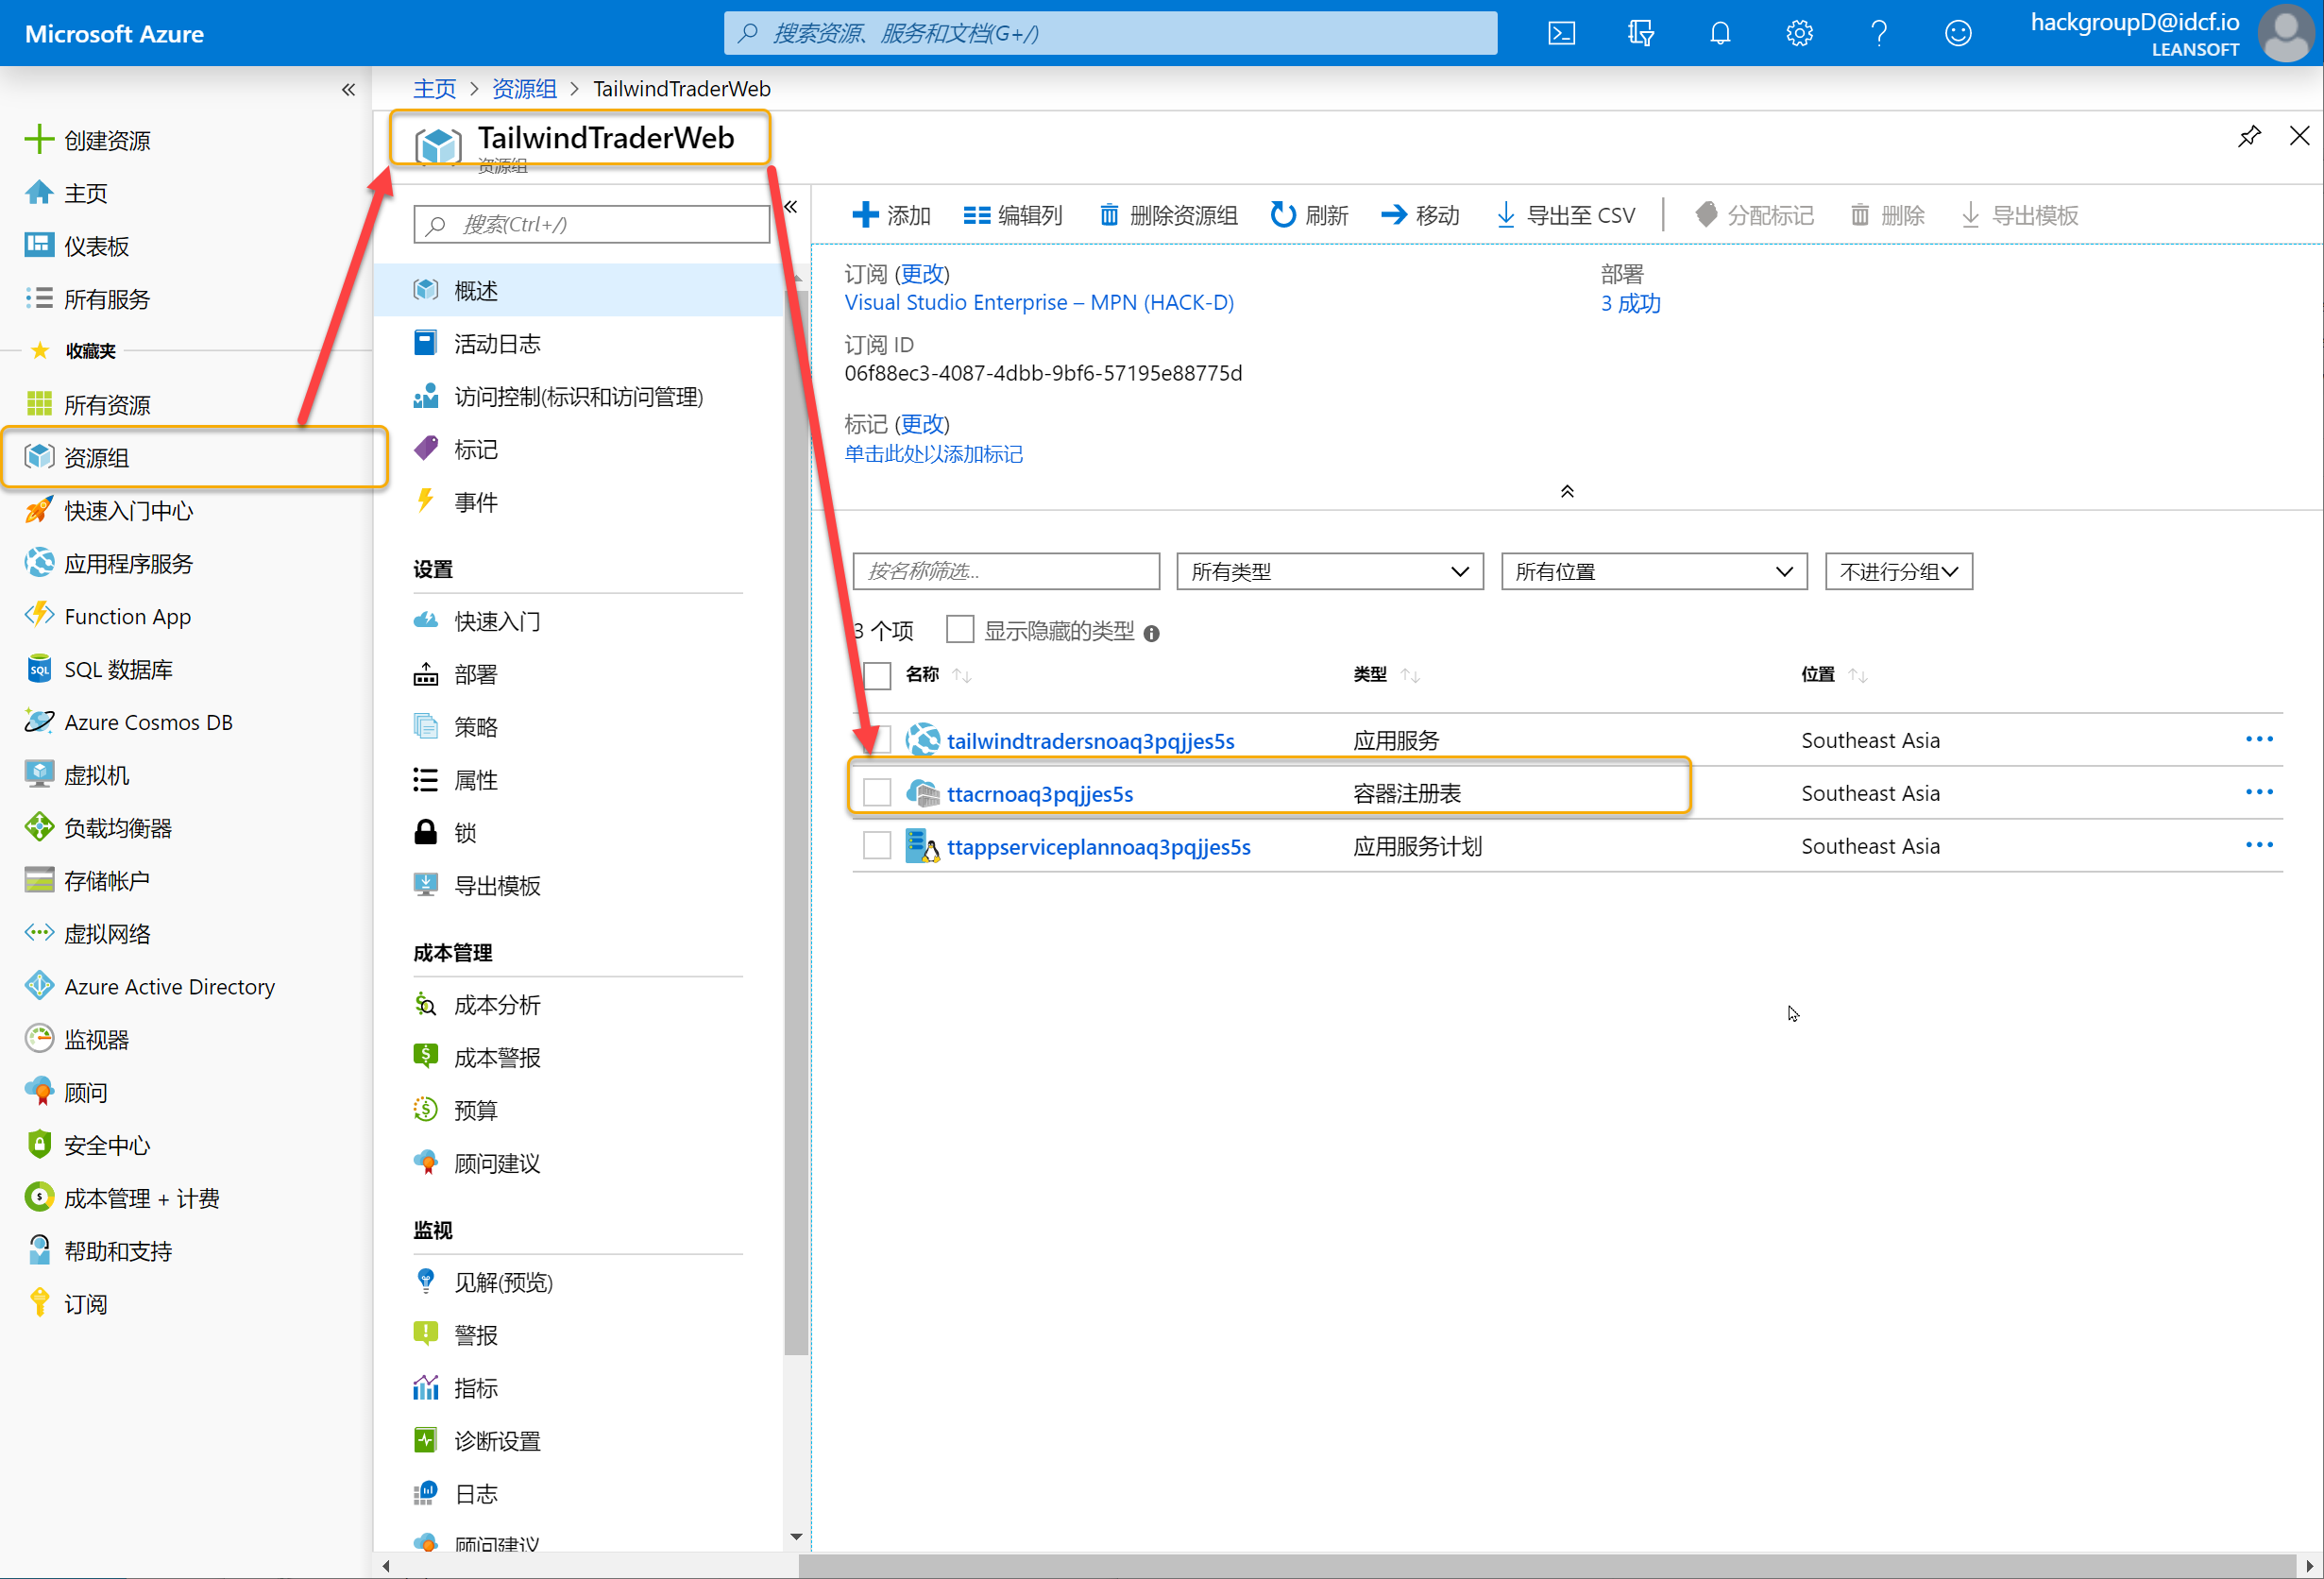 Microsoft Azure
搜索资源、服务和文档(G+/)
hackgroupD@idcf.io
LEANSOFT
主页 > 资源组 > TailwindTraderWeb
创建资源
主页
仪表板
所有服务
收藏夹
所有资源
资源组
快速入门中心
应用程序服务
Function App
SQL 数据库
Azure Cosmos DB
虚拟机
负载均衡器
存储帐户
虚拟网络
Azure Active Directory
监视器
顾问
安全中心
成本管理 + 计费
帮助和支持
订阅
TailwindTraderWeb
资源组
搜索(Ctrl+/)
概述
活动日志
访问控制(标识和访问管理)
标记
事件
设置
快速入门
部署
策略
属性
锁
导出模板
成本管理
成本分析
成本警报
预算
顾问建议
监视
见解(预览)
警报
指标
诊断设置
日志
顾问建议
添加 编辑列 删除资源组 刷新 移动 导出至 CSV 分配标记 删除 导出模板
订阅 (更改)
Visual Studio Enterprise – MPN (HACK-D)
部署
3 成功
订阅 ID
06f88ec3-4087-4dbb-9bf6-57195e88775d
标记 (更改)
单击此处以添加标记
按名称筛选... 所有类型 所有位置 不进行分组
3 个项 显示隐藏的类型
名称 类型 位置
tailwindtradersnoaq3pqjjes5s 应用服务 Southeast Asia
ttacrnoaq3pqjjes5s 容器注册表 Southeast Asia
ttappserviceplannoaq3pqjjes5s 应用服务计划 Southeast Asia